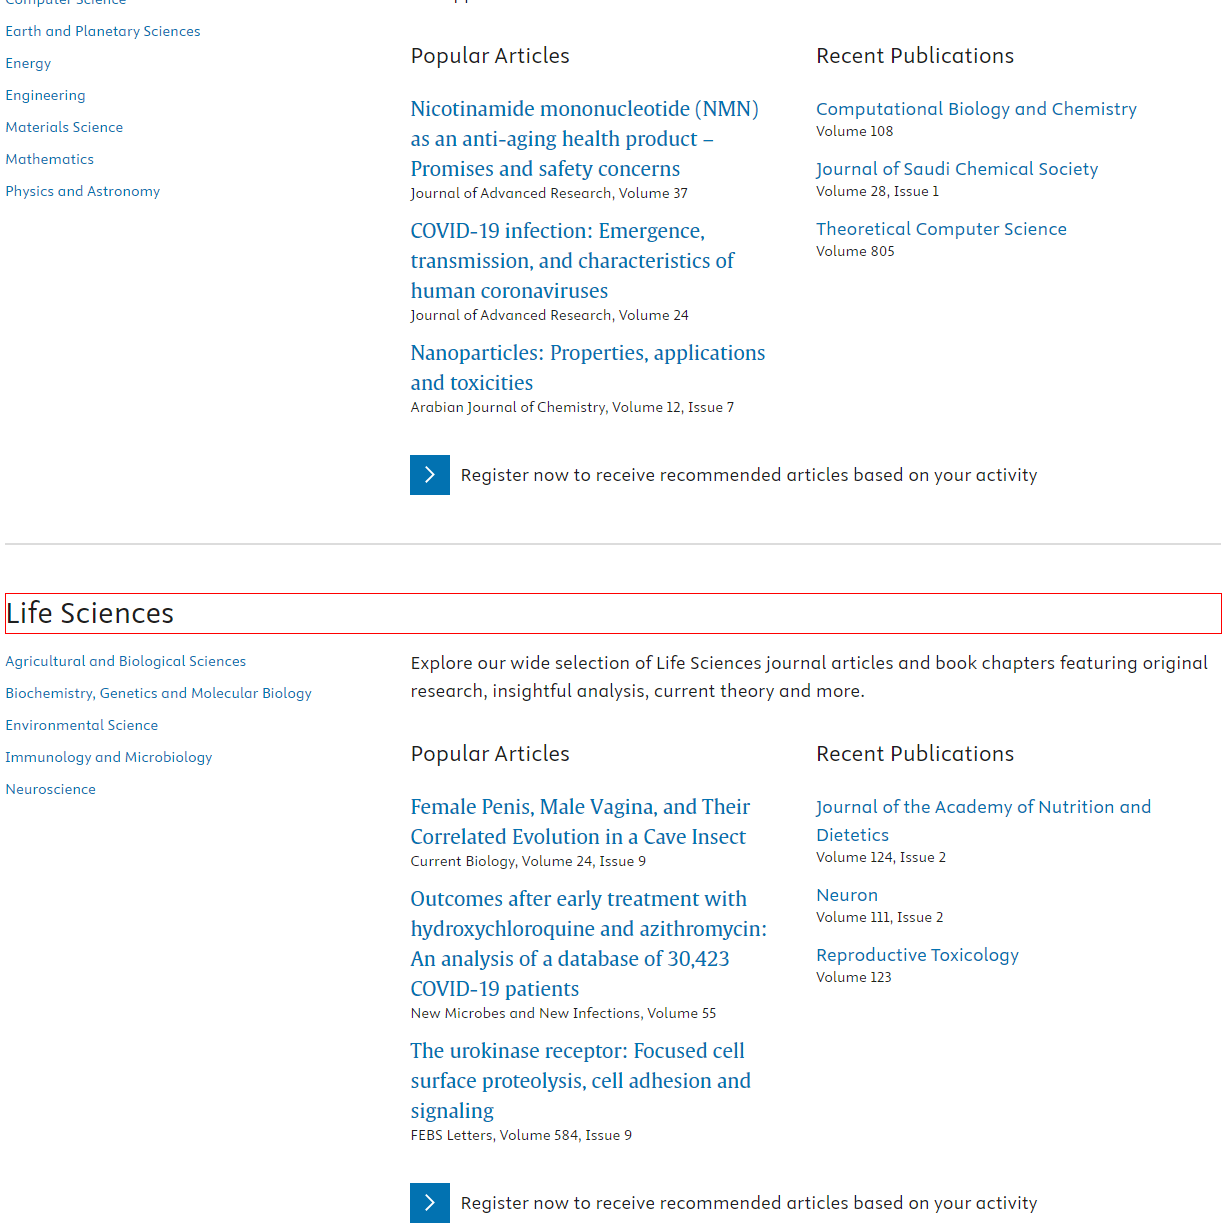 Computer Science
Earth and Planetary Sciences
Energy
Engineering
Materials Science
Mathematics
Physics and Astronomy
Popular Articles
Nicotinamide mononucleotide (NMN)
as an anti-aging health product –
Promises and safety concerns
Journal of Advanced Research, Volume 37
COVID-19 infection: Emergence,
transmission, and characteristics of
human coronaviruses
Journal of Advanced Research, Volume 24
Nanoparticles: Properties, applications
and toxicities
Arabian Journal of Chemistry, Volume 12, Issue 7
Recent Publications
Computational Biology and Chemistry
Volume 108
Journal of Saudi Chemical Society
Volume 28, Issue 1
Theoretical Computer Science
Volume 805
Register now to receive recommended articles based on your activity
Life Sciences
Agricultural and Biological Sciences
Biochemistry, Genetics and Molecular Biology
Environmental Science
Immunology and Microbiology
Neuroscience
Explore our wide selection of Life Sciences journal articles and book chapters featuring original
research, insightful analysis, current theory and more.
Popular Articles
Female Penis, Male Vagina, and Their
Correlated Evolution in a Cave Insect
Current Biology, Volume 24, Issue 9
Outcomes after early treatment with
hydroxychloroquine and azithromycin:
An analysis of a database of 30,423
COVID-19 patients
New Microbes and New Infections, Volume 55
The urokinase receptor: Focused cell
surface proteolysis, cell adhesion and
signaling
FEBS Letters, Volume 584, Issue 9
Recent Publications
Journal of the Academy of Nutrition and
Dietetics
Volume 124, Issue 2
Neuron
Volume 111, Issue 2
Reproductive Toxicology
Volume 123
Register now to receive recommended articles based on your activity